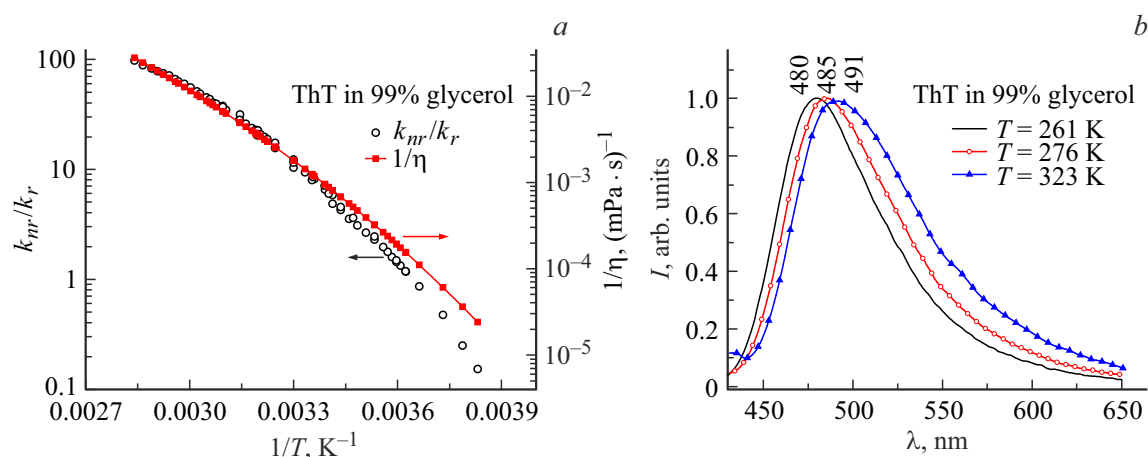 a
100
10
1
0.1
k_nr/k_r
ThT in 99% glycerol
k_nr/k_r
1/η
10⁻²
10⁻³
10⁻⁴
10⁻⁵
1/η, (mPa · s)⁻¹
0.0027
0.0030
0.0033
0.0036
0.0039
1/T, K⁻¹
b
480
485
491
1.0
0.8
0.6
0.4
0.2
0
I, arb. units
ThT in 99% glycerol
T = 261 K
T = 276 K
T = 323 K
450
500
550
600
650
λ, nm